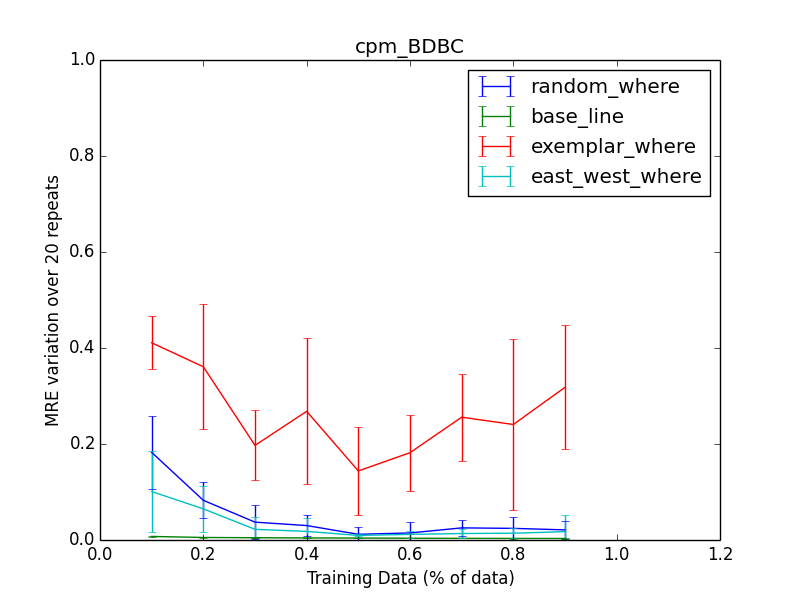 cpm_BDBC
random_where
base_line
exemplar_where
east_west_where
MRE variation over 20 repeats
1.0
0.8
0.6
0.4
0.2
0.0
0.0 0.2 0.4 0.6 0.8 1.0 1.2
Training Data (% of data)